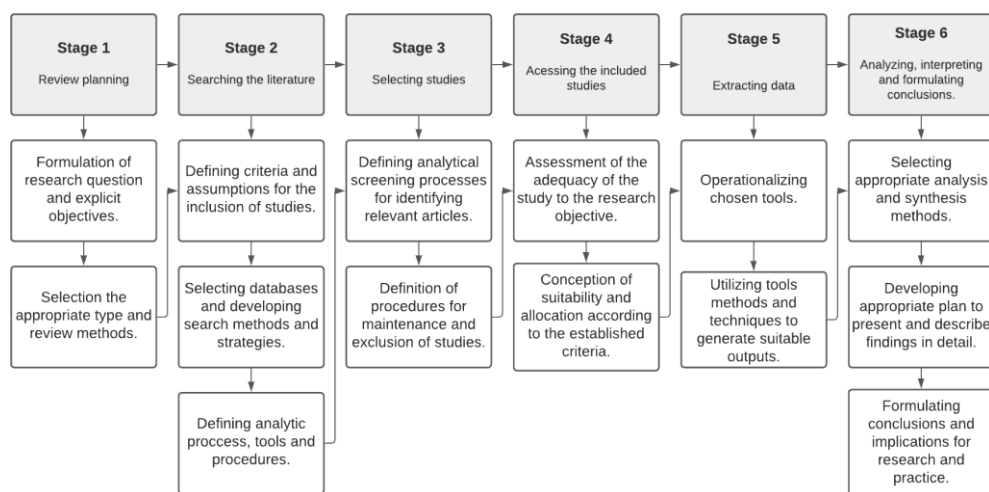 Stage 1
Review planning
Stage 2
Searching the literature
Stage 3
Selecting studies
Stage 4
Acessing the included
studies
Stage 5
Extracting data
Stage 6
Analyzing, interpreting
and formulating
conclusions.
Formulation of
research question
and explicit
objectives.
Selection the
appropriate type and
review methods.
Defining criteria and
assumptions for the
inclusion of studies.
Selecting databases
and developing
search methods and
strategies.
Defining analytic
proccess, tools and
procedures.
Defining analytical
screening processes
for identifying
relevant articles.
Definition of
procedures for
maintenance and
exclusion of studies.
Assessment of the
adequacy of the
study to the research
objective.
Conception of
suitability and
allocation according
to the established
criteria.
Operationalizing
chosen tools.
Utilizing tools
methods and
techniques to
generate suitable
outputs.
Selecting
appropriate analysis
and synthesis
methods.
Developing
appropriate plan to
present and describe
findings in detail.
Formulating
conclusions and
implications for
research and
practice.